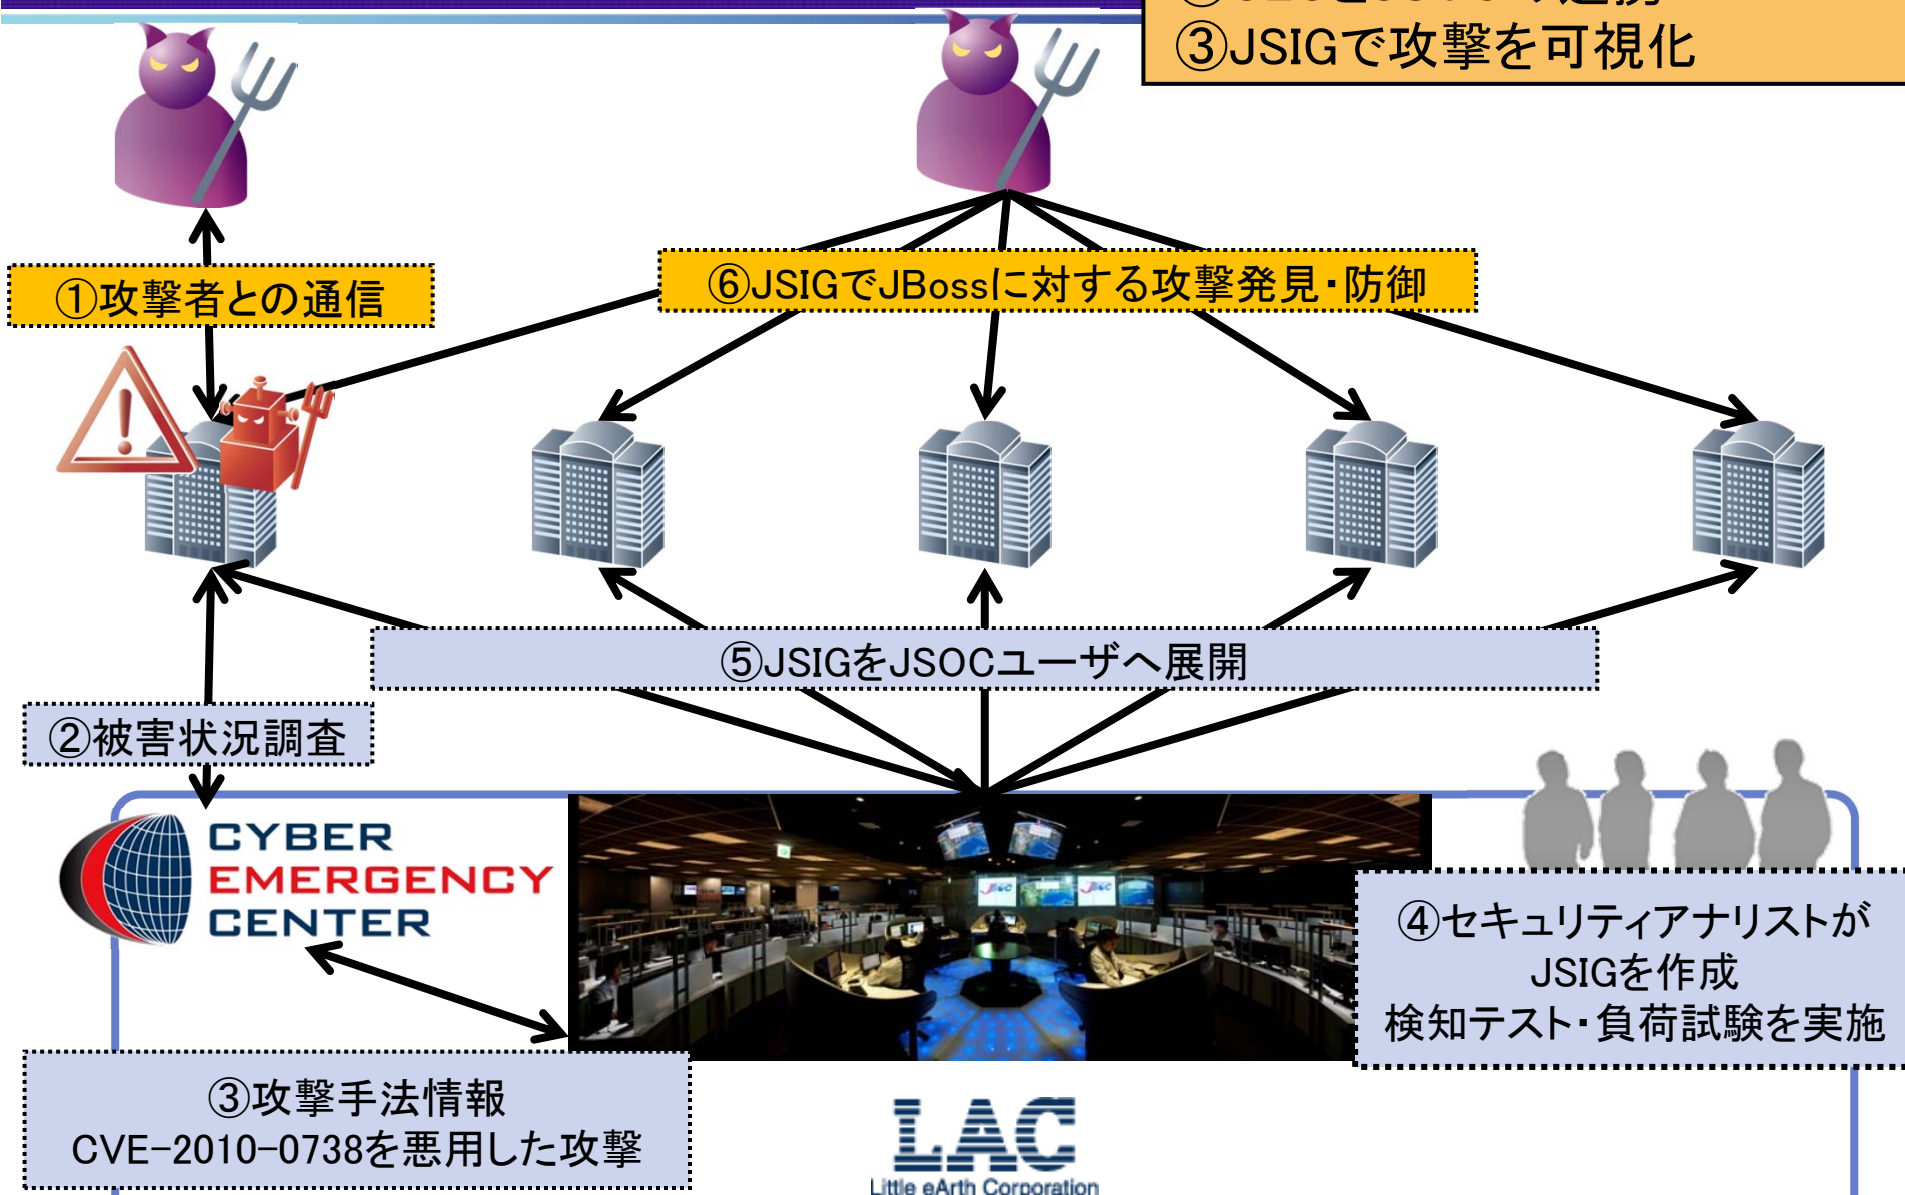 ③JSIGで攻撃を可視化
①攻撃者との通信
⑥JSIGでJBossに対する攻撃発見・防御
⑤JSIGをJSOCユーザへ展開
②被害状況調査
CYBER
EMERGENCY
CENTER
JSOC
JSOC
④セキュリティアナリストが
JSIGを作成
検知テスト・負荷試験を実施
③攻撃手法情報
CVE-2010-0738を悪用した攻撃
LAC
Little eArth Corporation